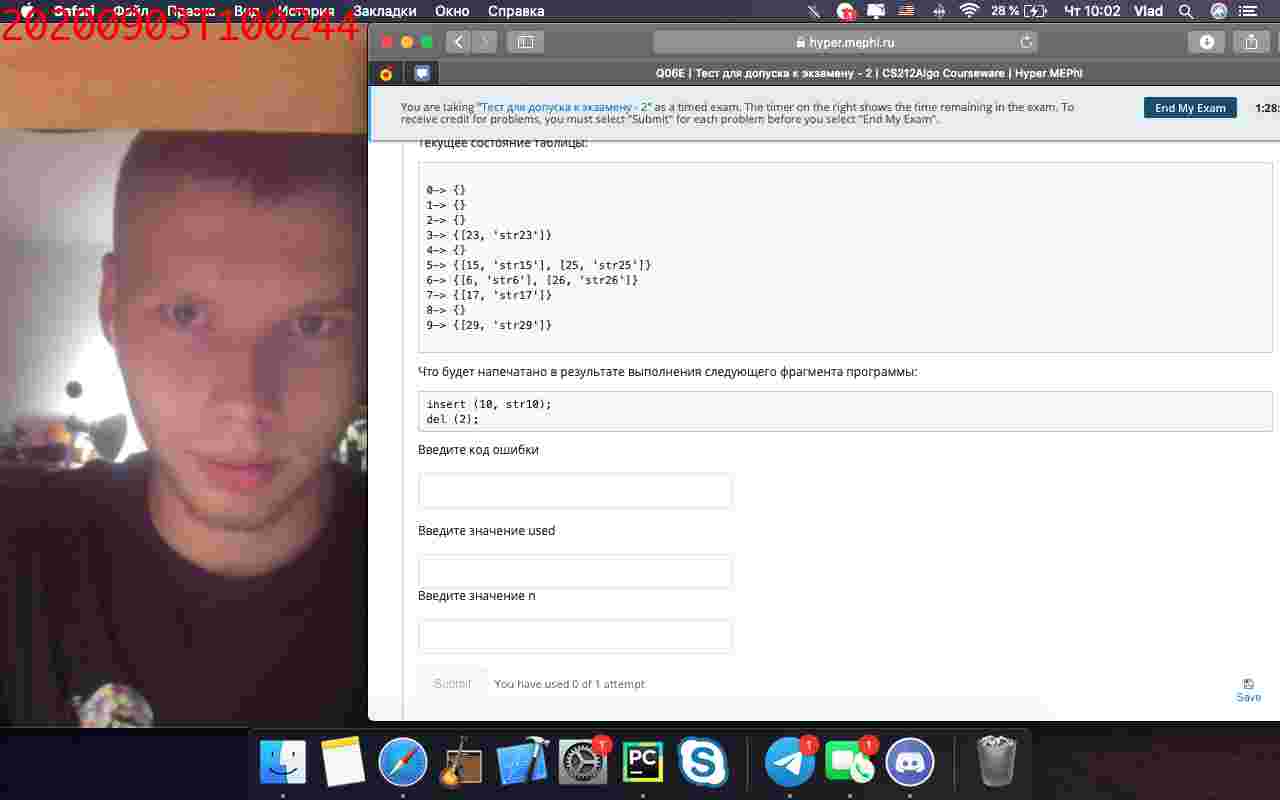 20200903T100244
Safari Файл Правка Вид История Закладки Окно Справка 28 % Чт 10:02 Vlad
hyper.mephi.ru
Q06E | Тест для допуска к экзамену - 2 | CS212Algo Courseware | Hyper.MEPhI
You are taking "Тест для допуска к экзамену - 2" as a timed exam. The timer on the right shows the time remaining in the exam. To
receive credit for problems, you must select "Submit" for each problem before you select "End My Exam".
End My Exam
1:28:
Текущее состояние таблицы:
0-> {}
1-> {}
2-> {}
3-> {[23, 'str23']}
4-> {}
5-> {[15, 'str15'], [25, 'str25']}
6-> {[6, 'str6'], [26, 'str26']}
7-> {[17, 'str17']}
8-> {}
9-> {[29, 'str29']}
Что будет напечатано в результате выполнения следующего фрагмента программы:
insert (10, str10);
del (2);
Введите код ошибки
Введите значение used
Введите значение n
Submit You have used 0 of 1 attempt
Save
1
PC
1
1